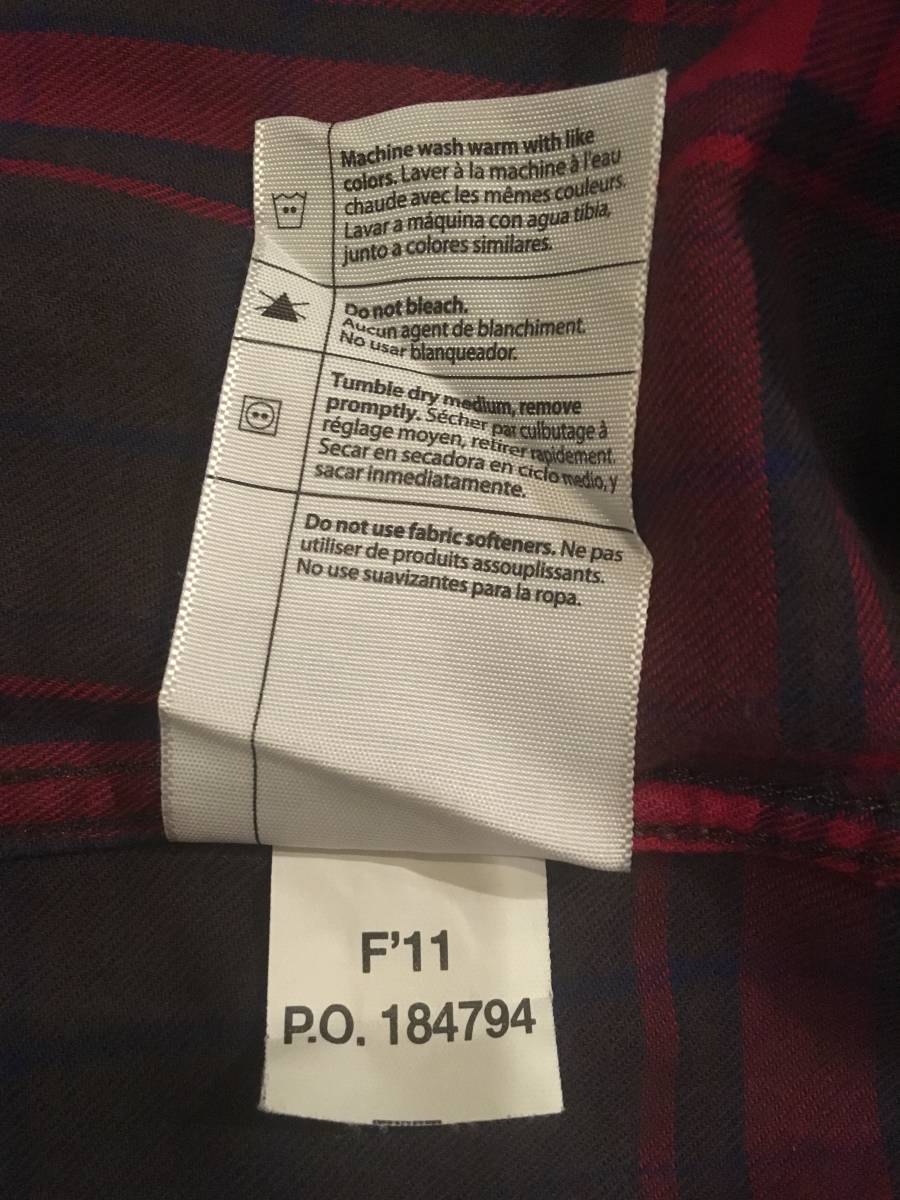 Machine wash warm with like
colors. Laver à la machine à l'eau
chaude avec les mêmes couleurs.
Lavar a máquina con agua tibia,
junto a colores similares.
Do not bleach.
Aucun agent de blanchiment.
No usar blanqueador.
Tumble dry medium, remove
promptly. Sécher par culbutage à
réglage moyen, retirer rapidement.
Secar en secadora en ciclo medio, y
sacar inmediatamente.
Do not use fabric softeners. Ne pas
utiliser de produits assouplissants.
No use suavizantes para la ropa.
F'11
P.O. 184794